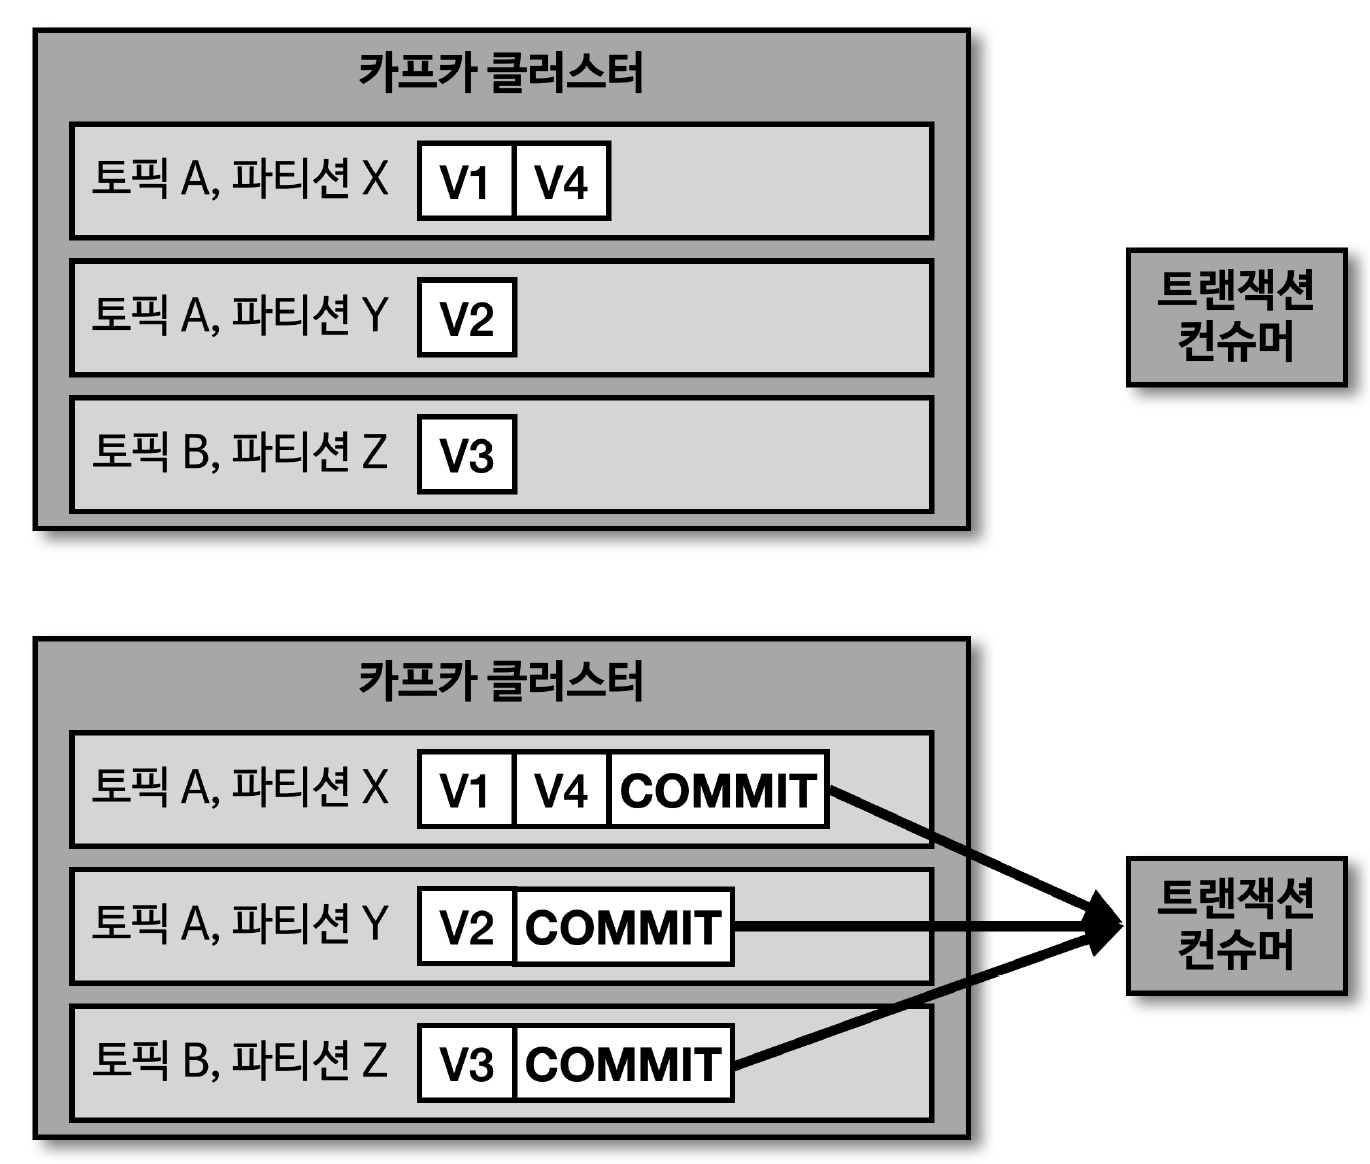 카프카 클러스터
토픽 A, 파티션 X V1 V4
토픽 A, 파티션 Y V2
토픽 B, 파티션 Z V3
트랜잭션
컨슈머
카프카 클러스터
토픽 A, 파티션 X V1 V4 COMMIT
토픽 A, 파티션 Y V2 COMMIT
토픽 B, 파티션 Z V3 COMMIT
트랜잭션
컨슈머